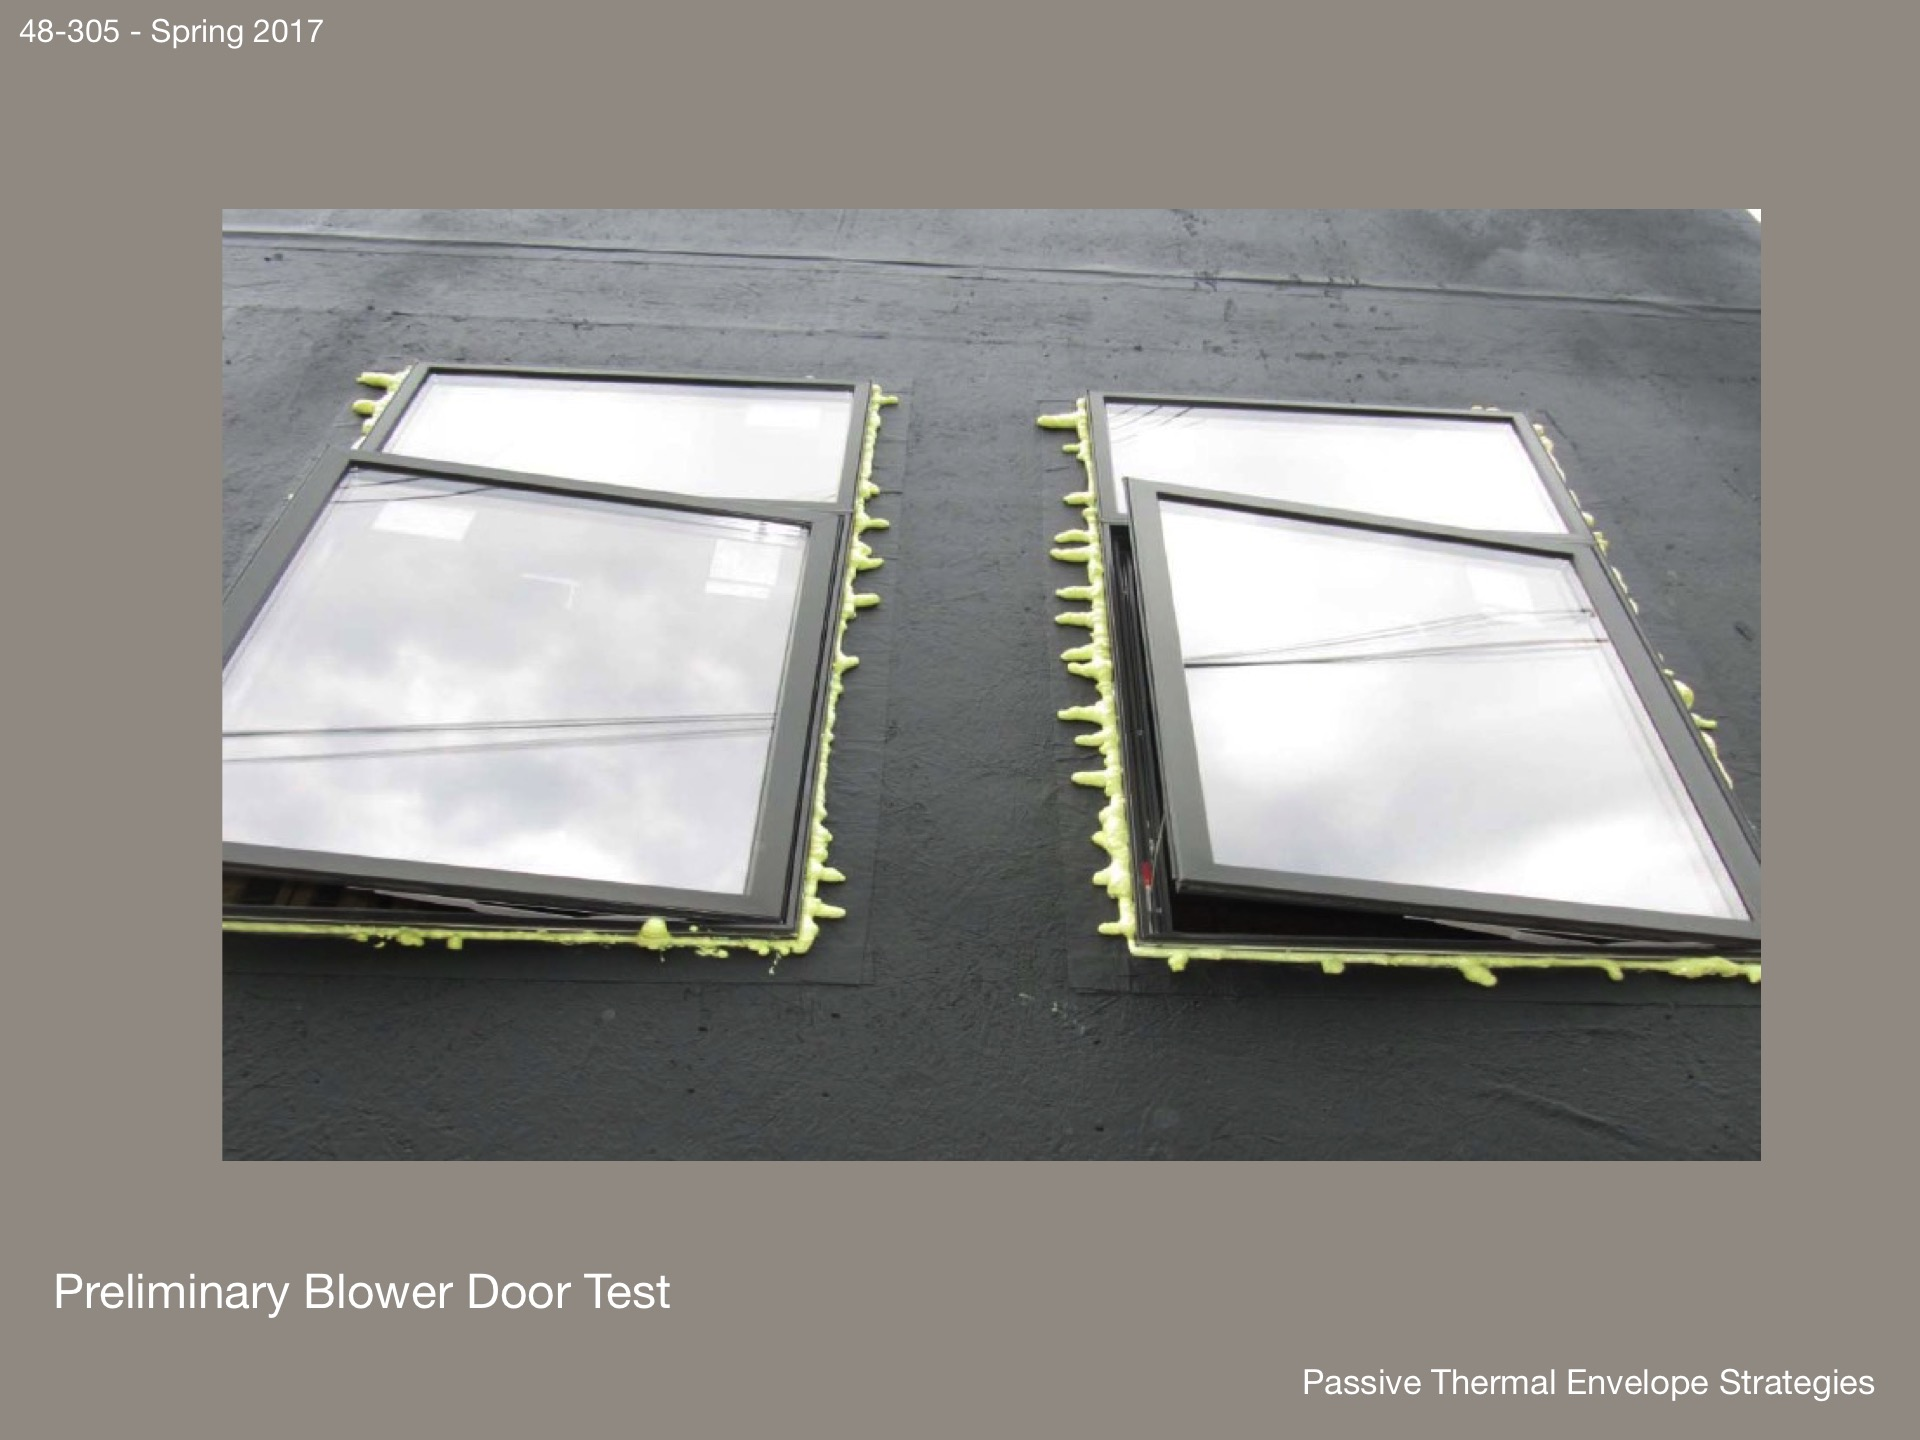 48-305 - Spring 2017
Preliminary Blower Door Test
Passive Thermal Envelope Strategies